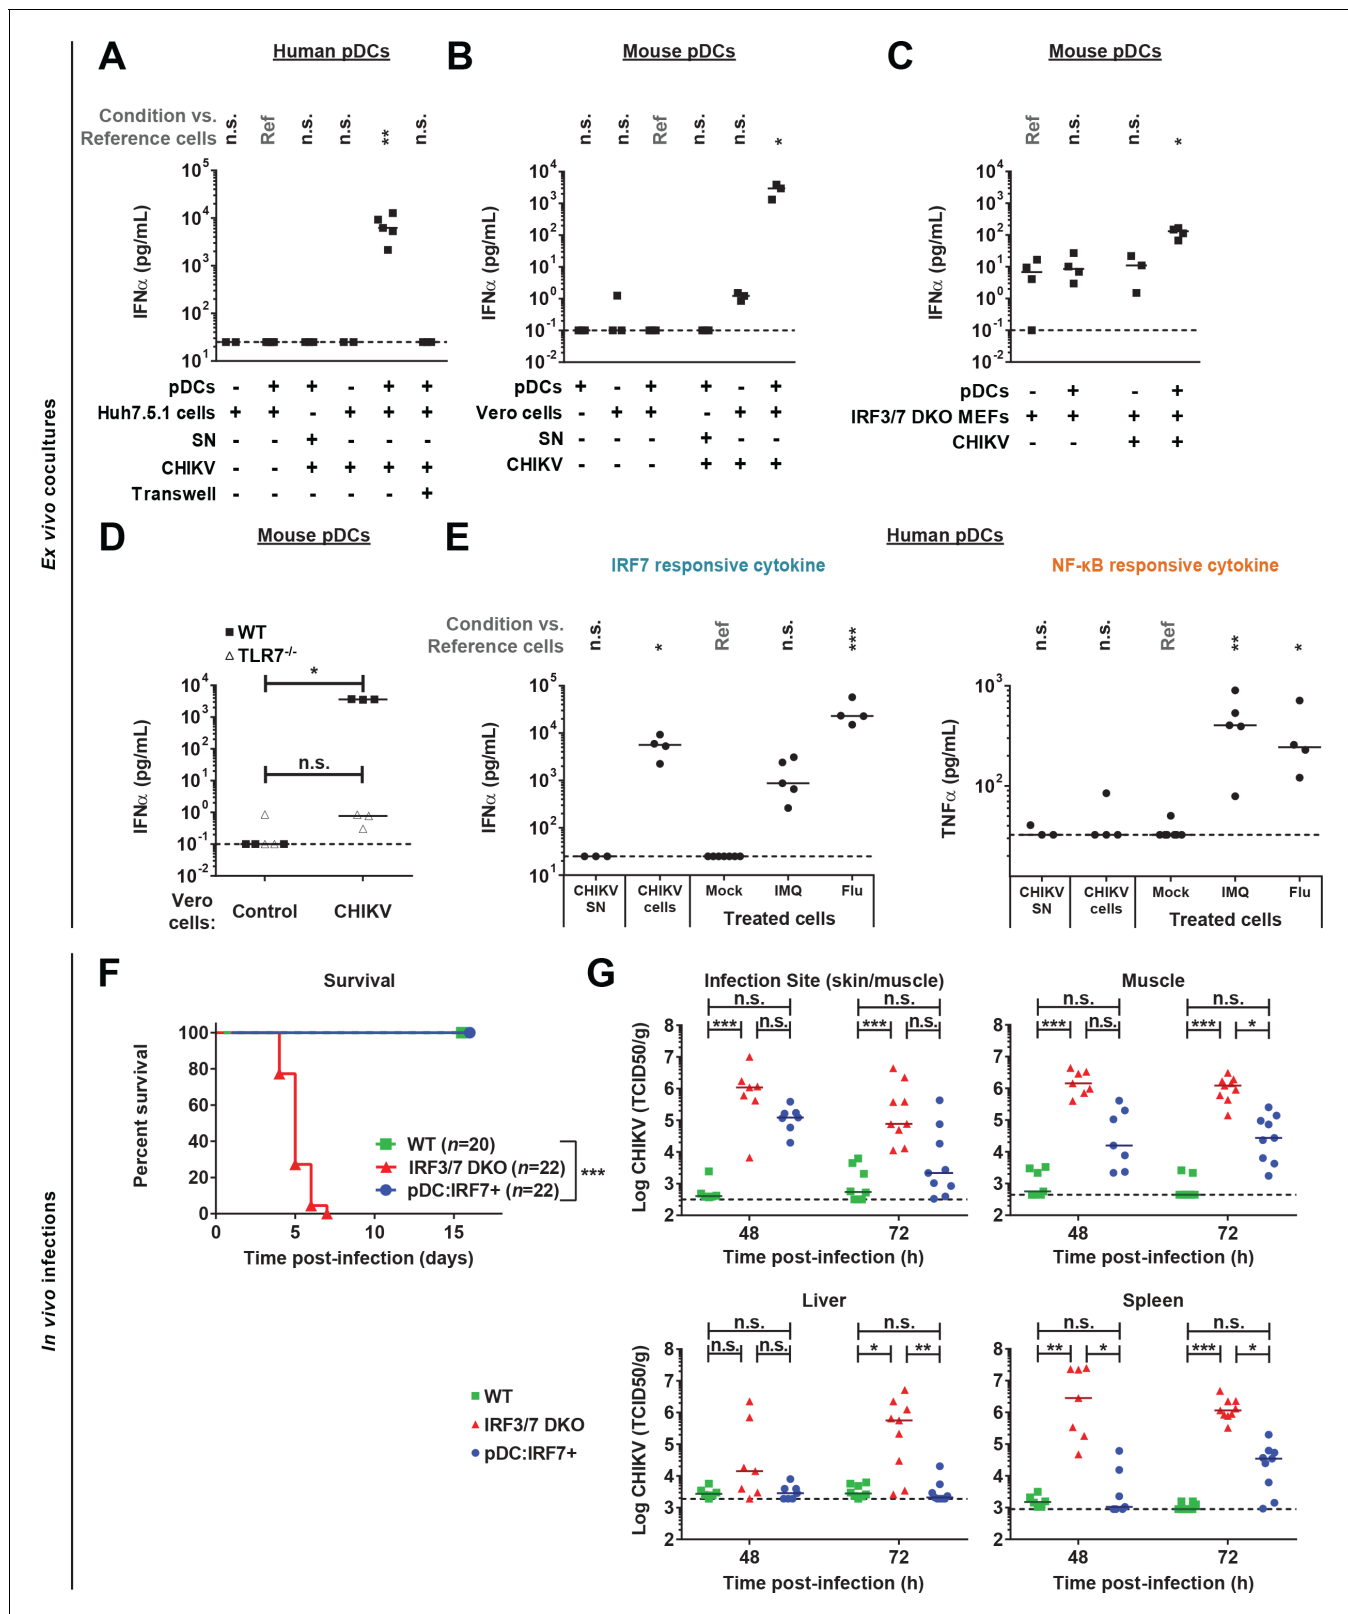 Ex vivo cocultures
A
Human pDCs
Condition vs.
Reference cells
n.s. Ref n.s. n.s. ** n.s.
IFNα (pg/mL)
10^5
10^4
10^3
10^2
10^1
pDCs - + + - + +
Huh7.5.1 cells + + - + + +
SN - - + - - -
CHIKV - - + + + +
Transwell - - - - - +
B
Mouse pDCs
n.s. n.s. Ref n.s. n.s. *
IFNα (pg/mL)
10^4
10^3
10^2
10^1
10^0
10^-1
10^-2
pDCs + - + + - +
Vero cells - + + - + +
SN - - - + - -
CHIKV - - - + + +
C
Mouse pDCs
Ref n.s. n.s. *
IFNα (pg/mL)
10^4
10^3
10^2
10^1
10^0
10^-1
10^-2
pDCs - + - +
IRF3/7 DKO MEFs + + + +
CHIKV - - + +
D
Mouse pDCs
WT
TLR7^-/-
*
n.s.
IFNα (pg/mL)
10^4
10^3
10^2
10^1
10^0
10^-1
10^-2
Vero
cells:
Control CHIKV
E
Human pDCs
IRF7 responsive cytokine
Condition vs.
Reference cells
n.s. * Ref n.s. ***
IFNα (pg/mL)
10^5
10^4
10^3
10^2
10^1
CHIKV SN
CHIKV cells
Mock IMQ Flu
Treated cells
NF-κB responsive cytokine
n.s. n.s. Ref ** *
TNFα (pg/mL)
10^3
10^2
CHIKV SN
CHIKV cells
Mock IMQ Flu
Treated cells
In vivo infections
F
Survival
Percent survival
100
80
60
40
20
0
WT (n=20)
IRF3/7 DKO (n=22)
pDC:IRF7+ (n=22)
***
0 5 10 15
Time post-infection (days)
G
Infection Site (skin/muscle)
n.s. n.s.
*** n.s. *** n.s.
Log CHIKV (TCID50/g)
8
7
6
5
4
3
2
48 72
Time post-infection (h)
Muscle
n.s. n.s.
*** n.s. *** *
8
7
6
5
4
3
2
48 72
Time post-infection (h)
WT
IRF3/7 DKO
pDC:IRF7+
Liver
n.s. n.s.
n.s. n.s. * **
Log CHIKV (TCID50/g)
8
7
6
5
4
3
2
48 72
Time post-infection (h)
Spleen
n.s. n.s.
** * *** *
8
7
6
5
4
3
2
48 72
Time post-infection (h)